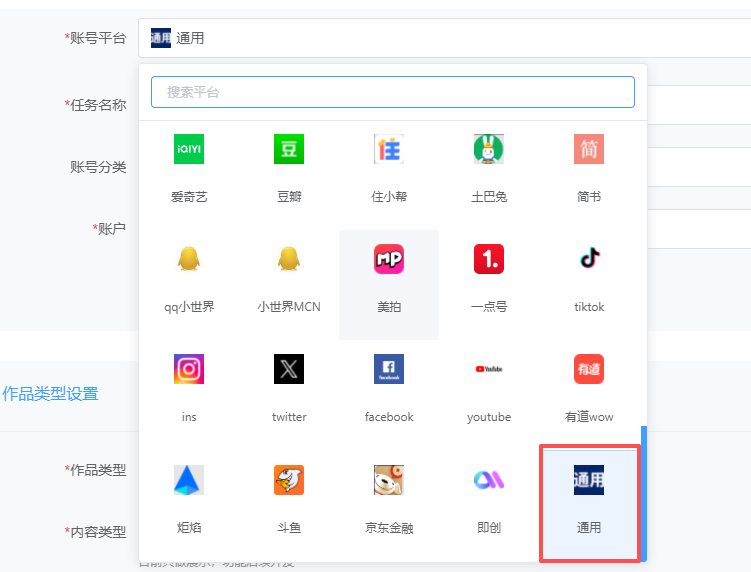 *账号平台
通用 通用
搜索平台
*任务名称
iQIYI 豆 住 简
爱奇艺 豆瓣 住小帮 土巴兔 简书
账号分类
*账户
MP 1.
qq小世界 小世界MCN 美拍 一点号 tiktok
facebook YouTube 有道
ins twitter facebook youtube 有道wow
作品类型设置
*作品类型
通用
炬焰 斗鱼 京东金融 即创 通用
*内容类型